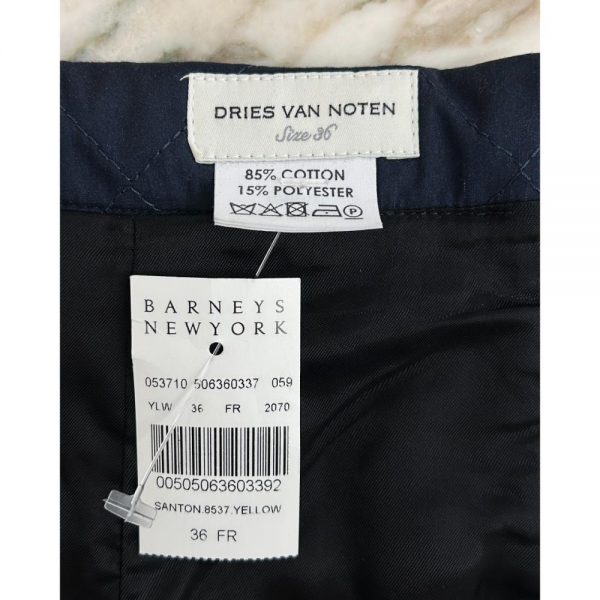 DRIES VAN NOTEN
Size 36
85% COTTON
15% POLYESTER
P
BARNEYS
NEWYORK
053710 506360337 059
YLW 36 FR 2070
00505063603392
SANTON.8537.YELLOW
36 FR